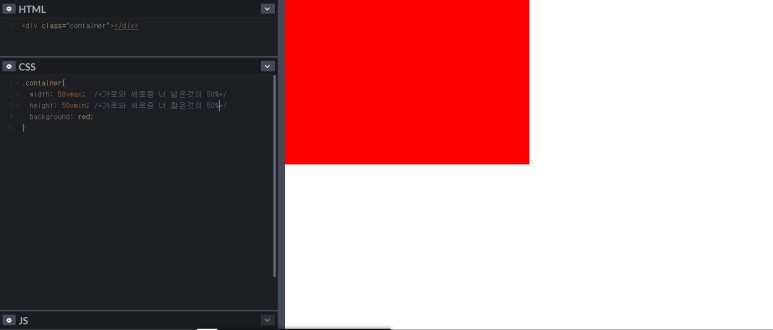 HTML
<div class="container"></div>
CSS
.container{
width: 50vmax; /*가로와 세로중 더 넓은것의 50%*/
height: 50vmin; /*가로와 세로중 더 짧은것의 50%*/
background: red;
}
JS